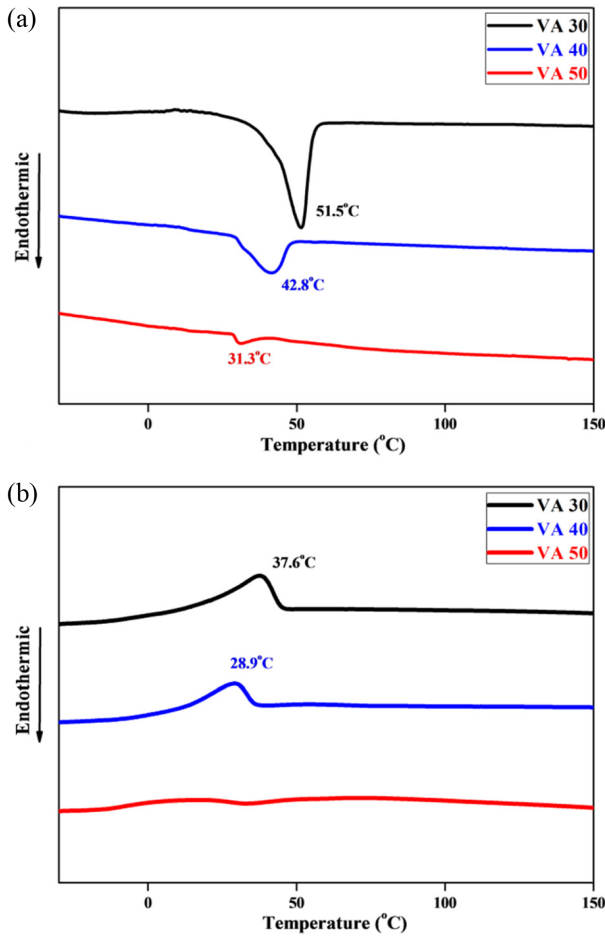 (a)
VA 30
VA 40
VA 50
Endothermic
51.5°C
42.8°C
31.3°C
0 50 100 150
Temperature (°C)
(b)
VA 30
VA 40
VA 50
Endothermic
37.6°C
28.9°C
0 50 100 150
Temperature (°C)